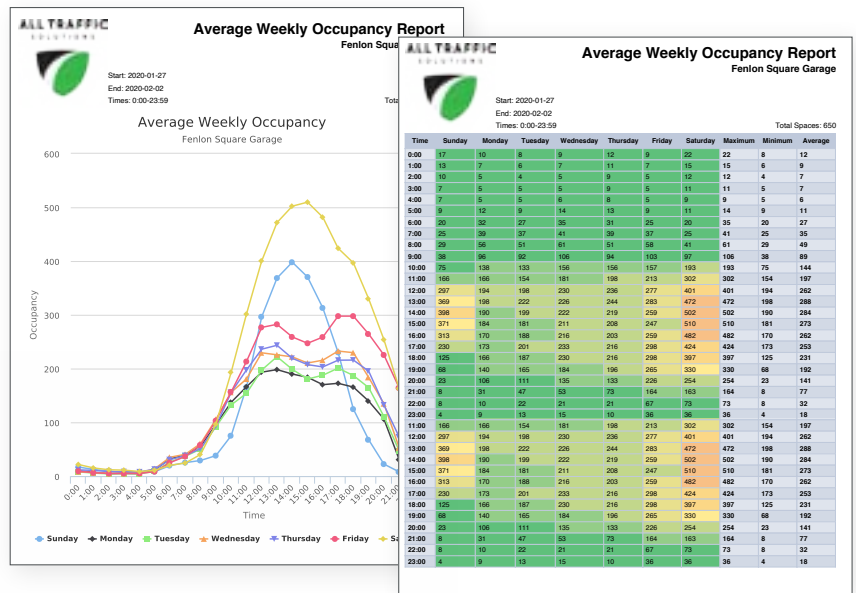 ALL TRAFFIC
SOLUTIONS
Average Weekly Occupancy Report
Fenlon Squa
Start: 2020-01-27
End: 2020-02-02
Times: 0:00-23:59
Tota
Average Weekly Occupancy
Fenlon Square Garage
600
500
400
300
200
100
0
Occupancy
0:00 1:00 2:00 3:00 4:00 5:00 6:00 7:00 8:00 9:00 10:00 11:00 12:00 13:00 14:00 15:00 16:00 17:00 18:00 19:00 20:00 21:00
Time
Sunday Monday Tuesday Wednesday Thursday Friday Sa
ALL TRAFFIC
SOLUTIONS
Average Weekly Occupancy Report
Fenlon Square Garage
Start: 2020-01-27
End: 2020-02-02
Times: 0:00-23:59
Total Spaces: 650
Time Sunday Monday Tuesday Wednesday Thursday Friday Saturday Maximum Minimum Average
0:00 17 10 8 9 12 9 22 22 8 12
1:00 13 7 6 7 11 7 15 15 6 9
2:00 10 5 4 5 9 5 12 12 4 7
3:00 7 5 5 5 9 5 11 11 5 7
4:00 7 5 5 6 8 5 9 9 5 6
5:00 9 12 9 14 13 9 11 14 9 11
6:00 20 32 27 35 31 25 20 35 20 27
7:00 25 39 37 41 39 37 25 41 25 35
8:00 29 56 51 61 51 58 41 61 29 49
9:00 38 96 92 106 94 103 97 106 38 89
10:00 75 138 133 156 156 157 193 193 75 144
11:00 166 166 154 181 198 213 302 302 154 197
12:00 297 194 198 230 236 277 401 401 194 262
13:00 369 198 222 226 244 283 472 472 198 288
14:00 398 190 199 222 219 259 502 502 190 284
15:00 371 184 181 211 208 247 510 510 181 273
16:00 313 170 188 216 203 259 482 482 170 262
17:00 230 173 201 233 216 298 424 424 173 253
18:00 125 166 187 230 216 298 397 397 125 231
19:00 68 140 165 184 196 265 330 330 68 192
20:00 23 106 111 135 133 226 254 254 23 141
21:00 8 31 47 53 73 164 163 164 8 77
22:00 8 10 22 21 21 67 73 73 8 32
23:00 4 9 13 15 10 36 36 36 4 18
11:00 166 166 154 181 198 213 302 302 154 197
12:00 297 194 198 230 236 277 401 401 194 262
13:00 369 198 222 226 244 283 472 472 198 288
14:00 398 190 199 222 219 259 502 502 190 284
15:00 371 184 181 211 208 247 510 510 181 273
16:00 313 170 188 216 203 259 482 482 170 262
17:00 230 173 201 233 216 298 424 424 173 253
18:00 125 166 187 230 216 298 397 397 125 231
19:00 68 140 165 184 196 265 330 330 68 192
20:00 23 106 111 135 133 226 254 254 23 141
21:00 8 31 47 53 73 164 163 164 8 77
22:00 8 10 22 21 21 67 73 73 8 32
23:00 4 9 13 15 10 36 36 36 4 18